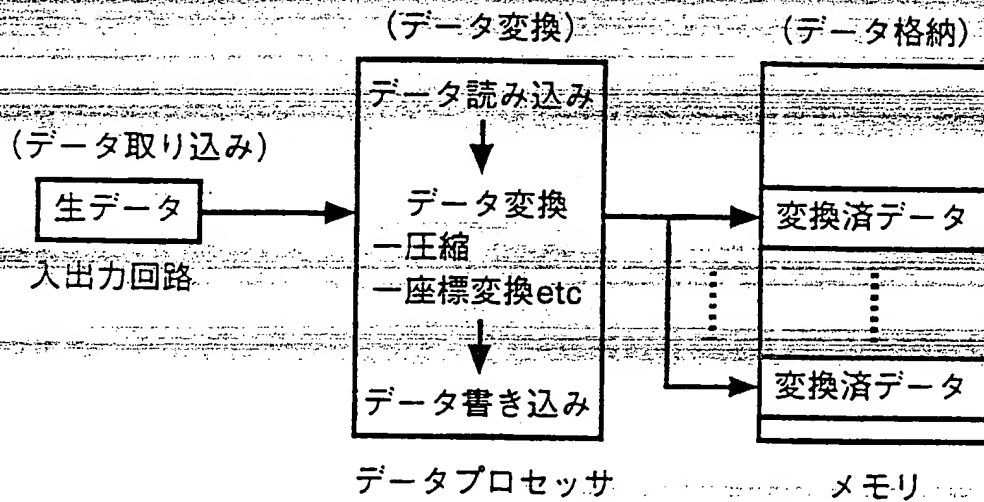 (データ変換)
(データ格納)
データ読み込み
(データ取り込み)
生データ
データ変換
変換済データ
入出力回路
ー圧縮
ー座標変換etc
データ書き込み
変換済データ
データプロセッサ
メモリ